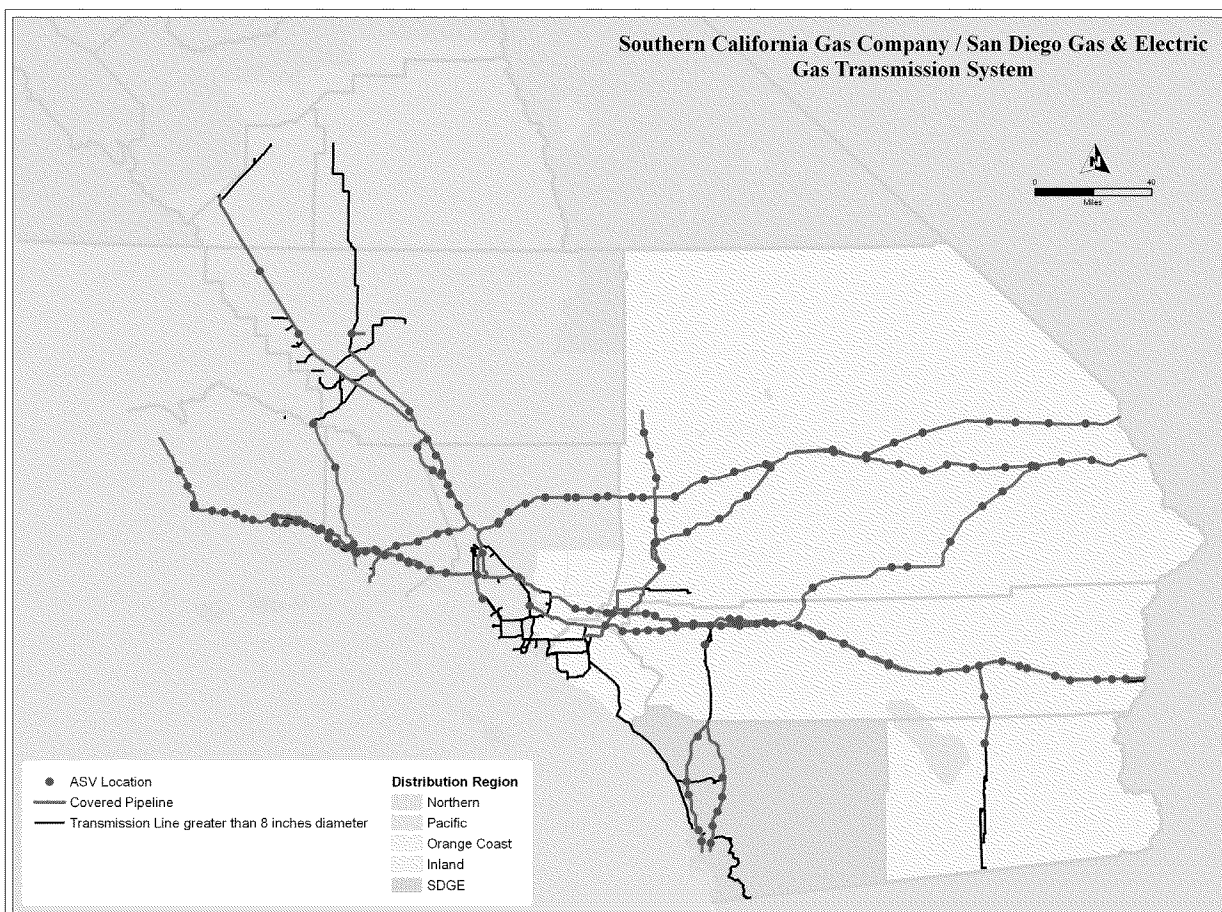 Southern California Gas Company / San Diego Gas & Electric
Gas Transmission System
N
0 40
Miles
ASV Location
Covered Pipeline
Transmission Line greater than 8 inches diameter
Distribution Region
Northern
Pacific
Orange Coast
Inland
SDGE